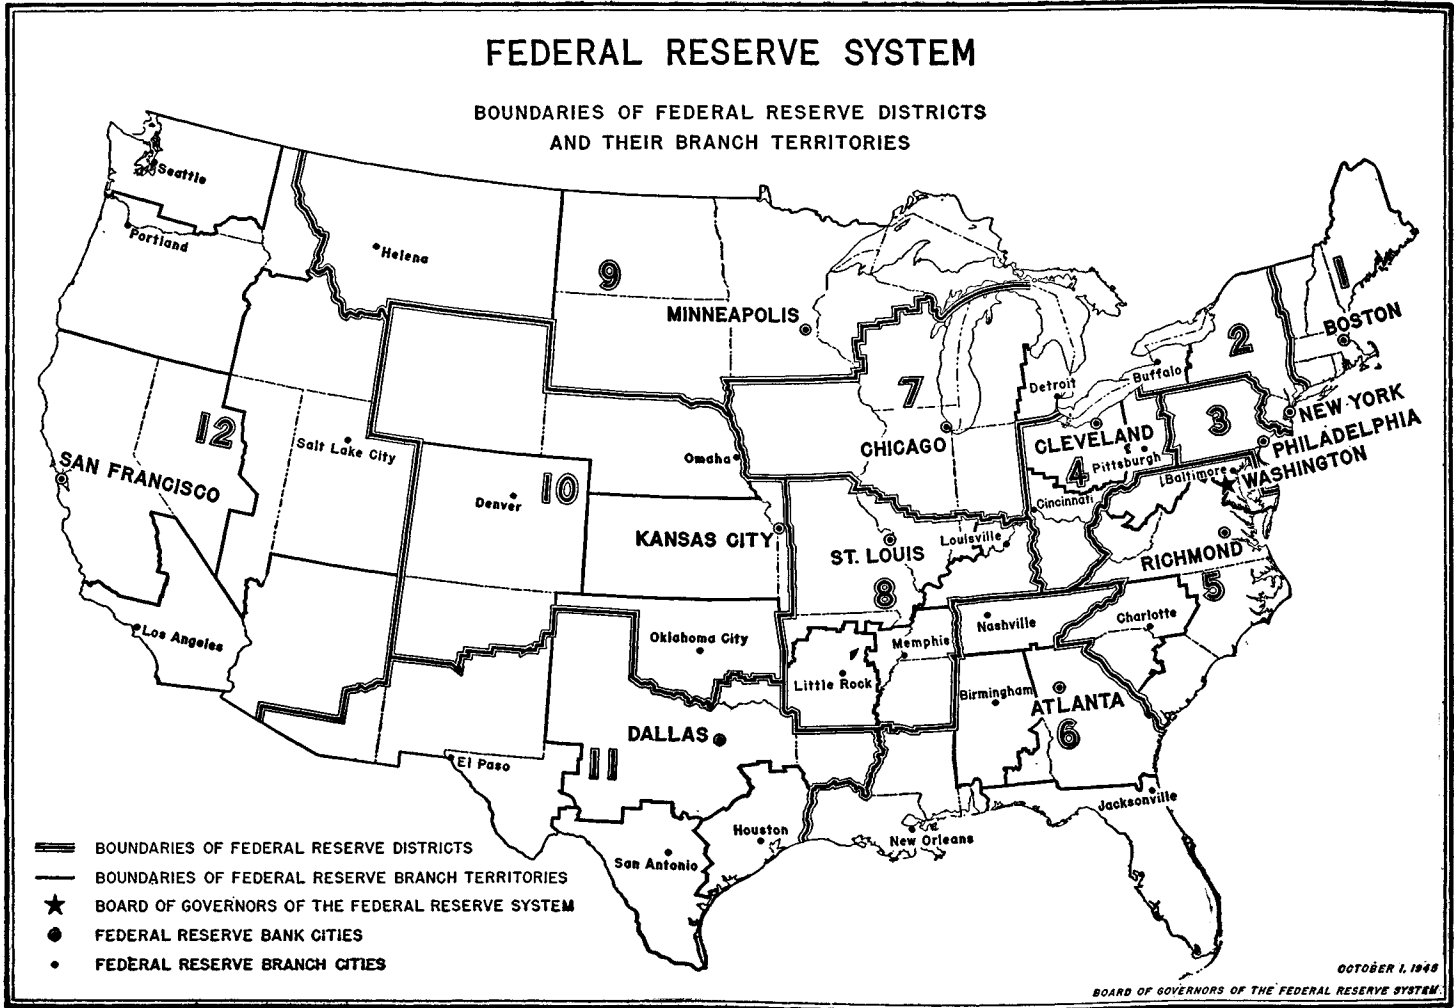 FEDERAL RESERVE SYSTEM
BOUNDARIES OF FEDERAL RESERVE DISTRICTS
AND THEIR BRANCH TERRITORIES
Seattle
Portland
Helena
9
MINNEAPOLIS
1
BOSTON
2
Buffalo
Detroit
7
CHICAGO
NEW YORK
3
PHILADELPHIA
CLEVELAND
4
Pittsburgh
WASHINGTON
Baltimore
Cincinnati
12
SAN FRANCISCO
Salt Lake City
Omaha
Denver
10
KANSAS CITY
ST. LOUIS
8
Louisville
RICHMOND
5
Los Angeles
Oklahoma City
Nashville
Charlotte
Memphis
Little Rock
Birmingham
ATLANTA
6
DALLAS
11
El Paso
Houston
San Antonio
New Orleans
Jacksonville
BOUNDARIES OF FEDERAL RESERVE DISTRICTS
BOUNDARIES OF FEDERAL RESERVE BRANCH TERRITORIES
BOARD OF GOVERNORS OF THE FEDERAL RESERVE SYSTEM
FEDERAL RESERVE BANK CITIES
FEDERAL RESERVE BRANCH CITIES
OCTOBER 1,
BOARD OF GOVERNORS OF THE FEDERAL RESERVE SYSTEM.